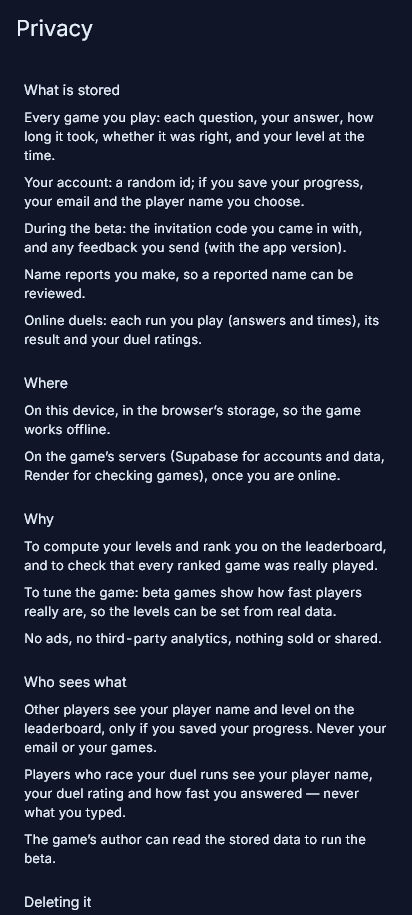 Privacy
What is stored
Every game you play: each question, your answer, how
long it took, whether it was right, and your level at the
time.
Your account: a random id; if you save your progress,
your email and the player name you choose.
During the beta: the invitation code you came in with,
and any feedback you send (with the app version).
Name reports you make, so a reported name can be
reviewed.
Online duels: each run you play (answers and times), its
result and your duel ratings.
Where
On this device, in the browser’s storage, so the game
works offline.
On the game’s servers (Supabase for accounts and data,
Render for checking games), once you are online.
Why
To compute your levels and rank you on the leaderboard,
and to check that every ranked game was really played.
To tune the game: beta games show how fast players
really are, so the levels can be set from real data.
No ads, no third-party analytics, nothing sold or shared.
Who sees what
Other players see your player name and level on the
leaderboard, only if you saved your progress. Never your
email or your games.
Players who race your duel runs see your player name,
your duel rating and how fast you answered — never
what you typed.
The game’s author can read the stored data to run the
beta.
Deleting it